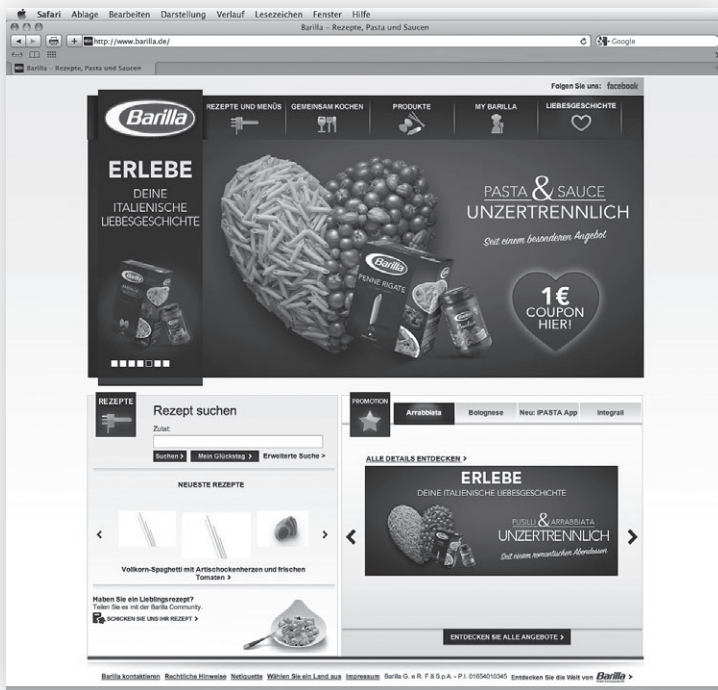 Safari Ablage Bearbeiten Darstellung Verlauf Lesezeichen Fenster Hilfe
Barilla – Rezepte, Pasta und Saucen
http://www.barilla.de/
Google
Barilla – Rezepte, Pasta und Saucen
Folgen Sie uns: facebook
Barilla
REZEPTE UND MENÜS
GEMEINSAM KOCHEN
PRODUKTE
MY BARILLA
LIEBESGESCHICHTE
ERLEBE
DEINE
ITALIENISCHE
LIEBESGESCHICHTE
PASTA & SAUCE
UNZERTRENNLICH
Seit einem besonderen Angebot
Barilla
PENNE RIGATE
1€
COUPON
HIER!
REZEPTE
Rezept suchen
Zutat:
Suchen > Mein Glückstag > Erweiterte Suche >
NEUESTE REZEPTE
Vollkorn-Spaghetti mit Artischockenherzen und frischen
Tomaten >
Haben Sie ein Lieblingsrezept?
Teilen Sie es mit der Barilla Community.
SCHICKEN SIE UNS IHR REZEPT >
PROMOTION
Arrabbiata Bolognese Neu: iPASTA App Integrali
ALLE DETAILS ENTDECKEN >
ERLEBE
DEINE ITALIENISCHE LIEBESGESCHICHTE
FUSILLI & ARRABBIATA
UNZERTRENNLICH
Seit einem romantischen Abendessen
ENTDECKEN SIE ALLE ANGEBOTE >
Barilla kontaktieren Rechtliche Hinweise Netiquette Wählen Sie ein Land aus Impressum Barilla G. e R. F.lli S.p.A. - P.I. 01654010345 Entdecken Sie die Welt von Barilla >